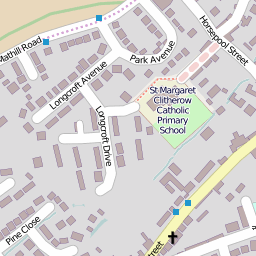 Mathill Road
Park Avenue
Horsepool Street
Longcroft Avenue
St Margaret
Clitherow
Catholic
Primary
School
Longcroft Drive
Pine Close
Street